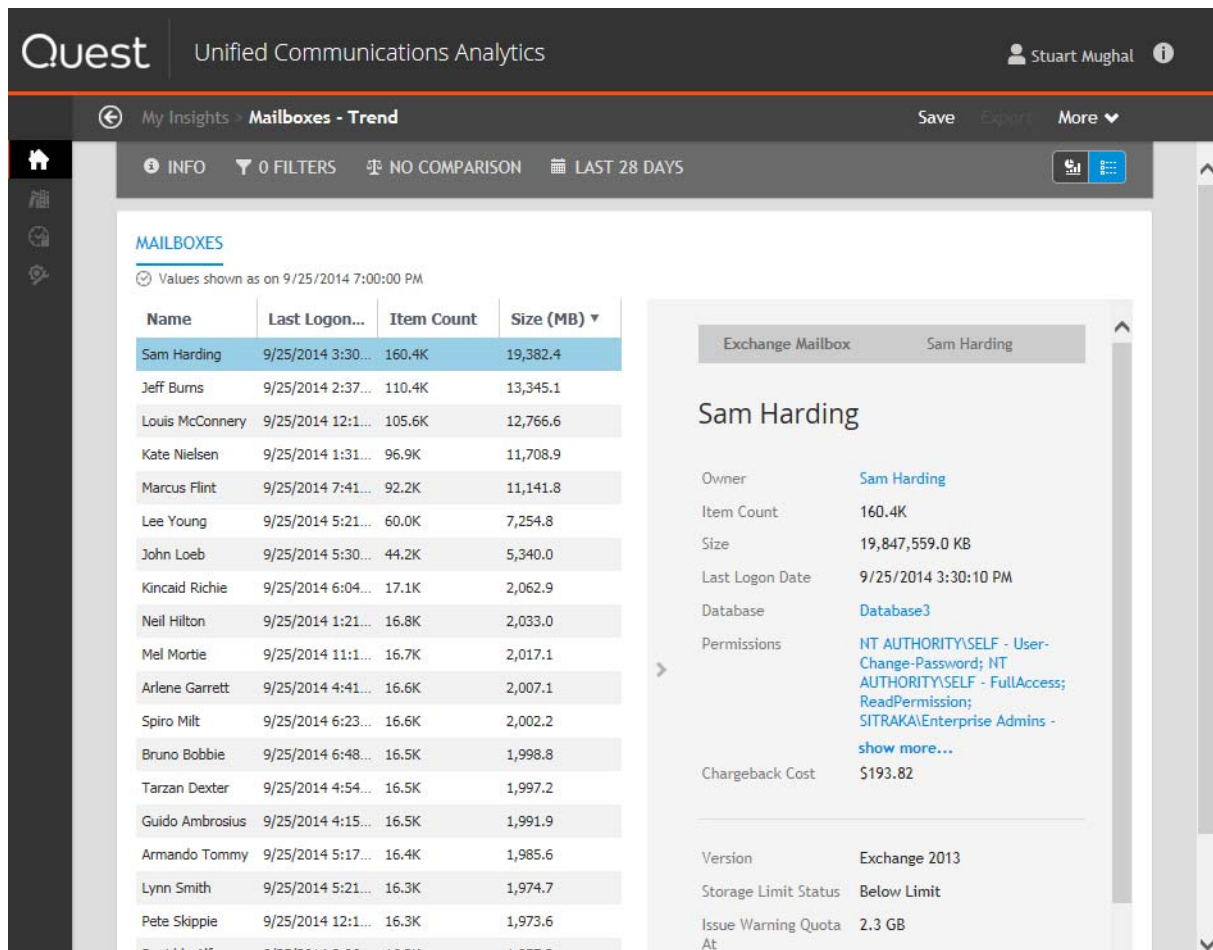 Quest
Unified Communications Analytics
Stuart Mughal
My Insights > Mailboxes - Trend
Save Export More
INFO 0 FILTERS NO COMPARISON LAST 28 DAYS
MAILBOXES
Values shown as on 9/25/2014 7:00:00 PM
Name Last Logon... Item Count Size (MB)
Sam Harding 9/25/2014 3:30... 160.4K 19,382.4
Jeff Burns 9/25/2014 2:37... 110.4K 13,345.1
Louis McConnery 9/25/2014 12:1... 105.6K 12,766.6
Kate Nielsen 9/25/2014 1:31... 96.9K 11,708.9
Marcus Flint 9/25/2014 7:41... 92.2K 11,141.8
Lee Young 9/25/2014 5:21... 60.0K 7,254.8
John Loeb 9/25/2014 5:30... 44.2K 5,340.0
Kincaid Richie 9/25/2014 6:04... 17.1K 2,062.9
Neil Hilton 9/25/2014 1:21... 16.8K 2,033.0
Mel Mortie 9/25/2014 11:1... 16.7K 2,017.1
Arlene Garrett 9/25/2014 4:41... 16.6K 2,007.1
Spiro Milt 9/25/2014 6:23... 16.6K 2,002.2
Bruno Bobbie 9/25/2014 6:48... 16.5K 1,998.8
Tarzan Dexter 9/25/2014 4:54... 16.5K 1,997.2
Guido Ambrosius 9/25/2014 4:15... 16.5K 1,991.9
Armando Tommy 9/25/2014 5:17... 16.4K 1,985.6
Lynn Smith 9/25/2014 5:21... 16.3K 1,974.7
Pete Skippie 9/25/2014 12:1... 16.3K 1,973.6
Exchange Mailbox Sam Harding
Sam Harding
Owner Sam Harding
Item Count 160.4K
Size 19,847,559.0 KB
Last Logon Date 9/25/2014 3:30:10 PM
Database Database3
Permissions NT AUTHORITY\SELF - User-
Change-Password; NT
AUTHORITY\SELF - FullAccess;
ReadPermission;
SITRAKA\Enterprise Admins -
show more...
Chargeback Cost $193.82
Version Exchange 2013
Storage Limit Status Below Limit
Issue Warning Quota 2.3 GB
At